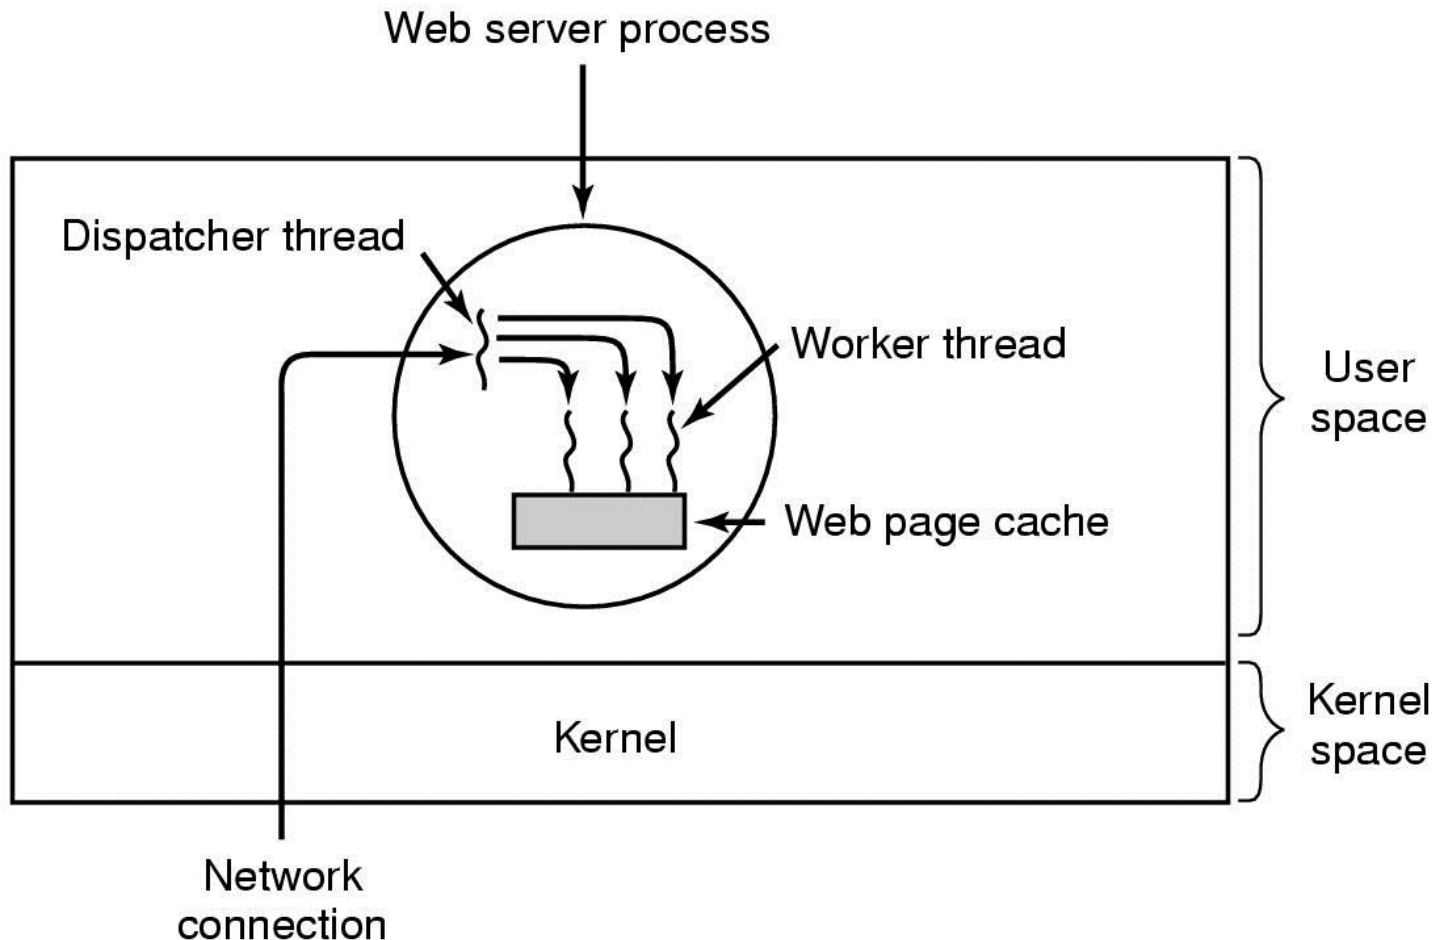 Web server process
Dispatcher thread
Worker thread
User
space
Web page cache
Kernel
Kernel
space
Network
connection